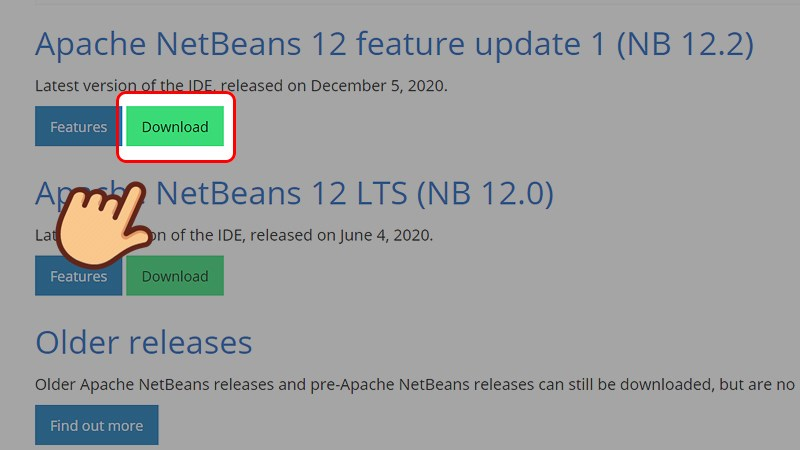 Apache NetBeans 12 feature update 1 (NB 12.2)
Latest version of the IDE, released on December 5, 2020.
Features Download
NetBeans 12 LTS (NB 12.0)
of the IDE, released on June 4, 2020.
Features Download
Older releases
Older Apache NetBeans releases and pre-Apache NetBeans releases can still be downloaded, but are no
Find out more